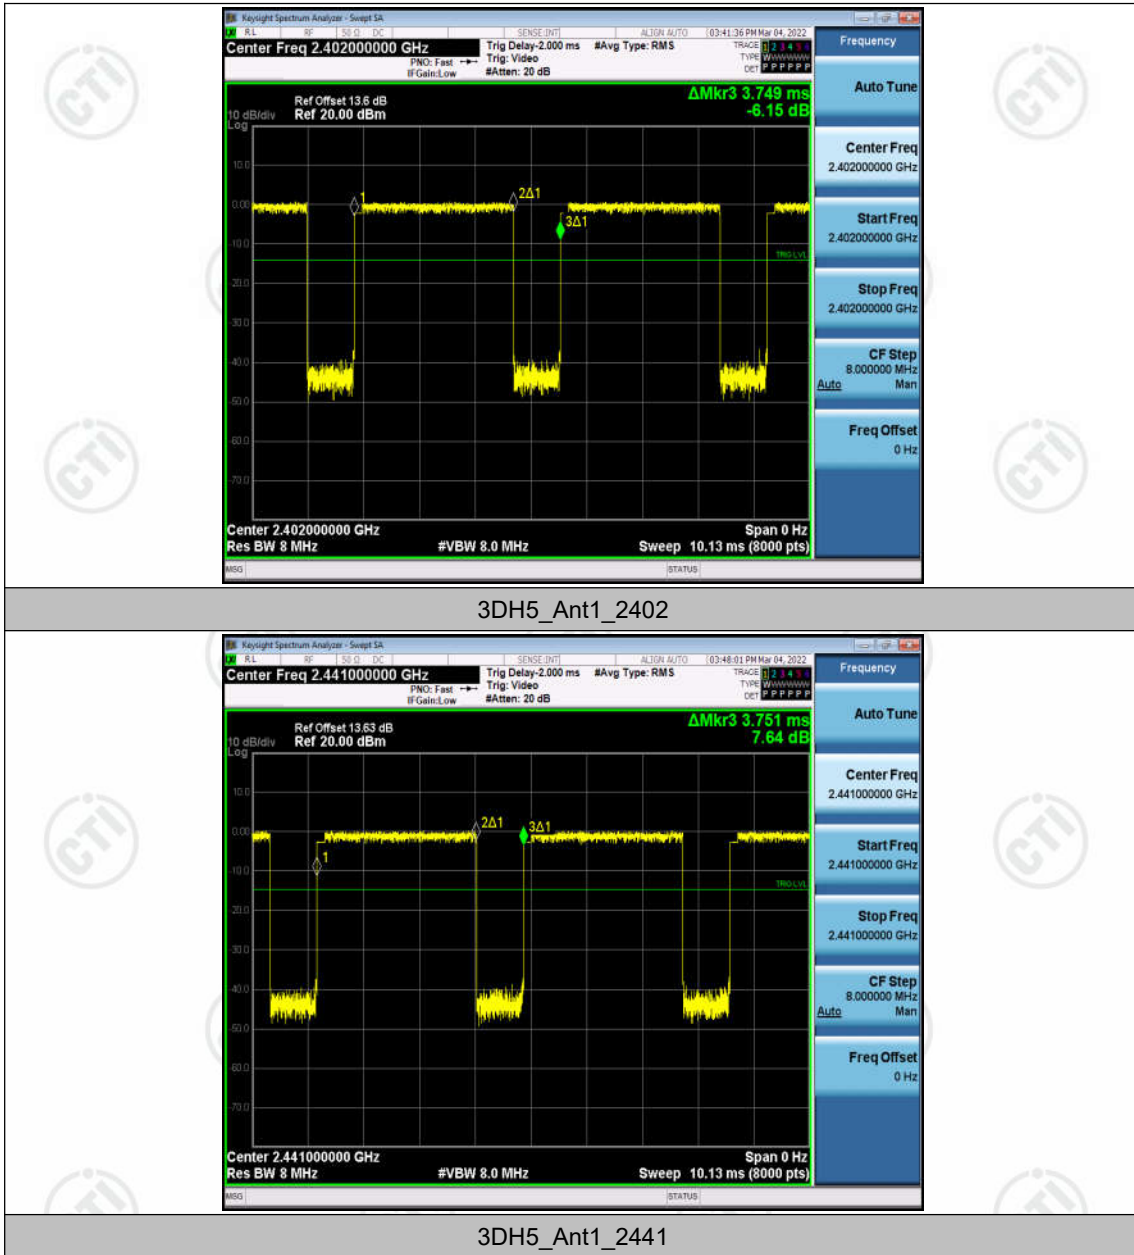 Keysight Spectrum Analyzer - Swept SA
RL RF 50 Ω DC SENSE:INT ALIGN AUTO 03:41:36 PM Mar 04, 2022
Center Freq 2.402000000 GHz Trig Delay-2.000 ms #Avg Type: RMS TRACE 1 2 3 4 5 6 Frequency
PNO: Fast Trig: Video TYPE WWWWWW
IFGain:Low #Atten: 20 dB DET P P P P P P
Auto Tune
ΔMkr3 3.749 ms
Ref Offset 13.6 dB
10 dB/div Ref 20.00 dBm -6.15 dB
Log
Center Freq
2.402000000 GHz
10.0
1 2Δ1
0.00
3Δ1
Start Freq
2.402000000 GHz
-10.0
TRIG LVL
-20.0
Stop Freq
2.402000000 GHz
-30.0
-40.0
CF Step
8.000000 MHz
Auto Man
-50.0
Freq Offset
0 Hz
-60.0
-70.0
Center 2.402000000 GHz Span 0 Hz
Res BW 8 MHz #VBW 8.0 MHz Sweep 10.13 ms (8000 pts)
MSG STATUS
3DH5_Ant1_2402
Keysight Spectrum Analyzer - Swept SA
RL RF 50 Ω DC SENSE:INT ALIGN AUTO 03:48:01 PM Mar 04, 2022
Center Freq 2.441000000 GHz Trig Delay-2.000 ms #Avg Type: RMS TRACE 1 2 3 4 5 6 Frequency
PNO: Fast Trig: Video TYPE WWWWWW
IFGain:Low #Atten: 20 dB DET P P P P P P
Auto Tune
ΔMkr3 3.751 ms
Ref Offset 13.63 dB
10 dB/div Ref 20.00 dBm 7.64 dB
Log
Center Freq
2.441000000 GHz
10.0
2Δ1 3Δ1
0.00
1
Start Freq
2.441000000 GHz
-10.0
TRIG LVL
-20.0
Stop Freq
2.441000000 GHz
-30.0
-40.0
CF Step
8.000000 MHz
Auto Man
-50.0
Freq Offset
0 Hz
-60.0
-70.0
Center 2.441000000 GHz Span 0 Hz
Res BW 8 MHz #VBW 8.0 MHz Sweep 10.13 ms (8000 pts)
MSG STATUS
3DH5_Ant1_2441
CTI
CTI
CTI
CTI
CTI
CTI